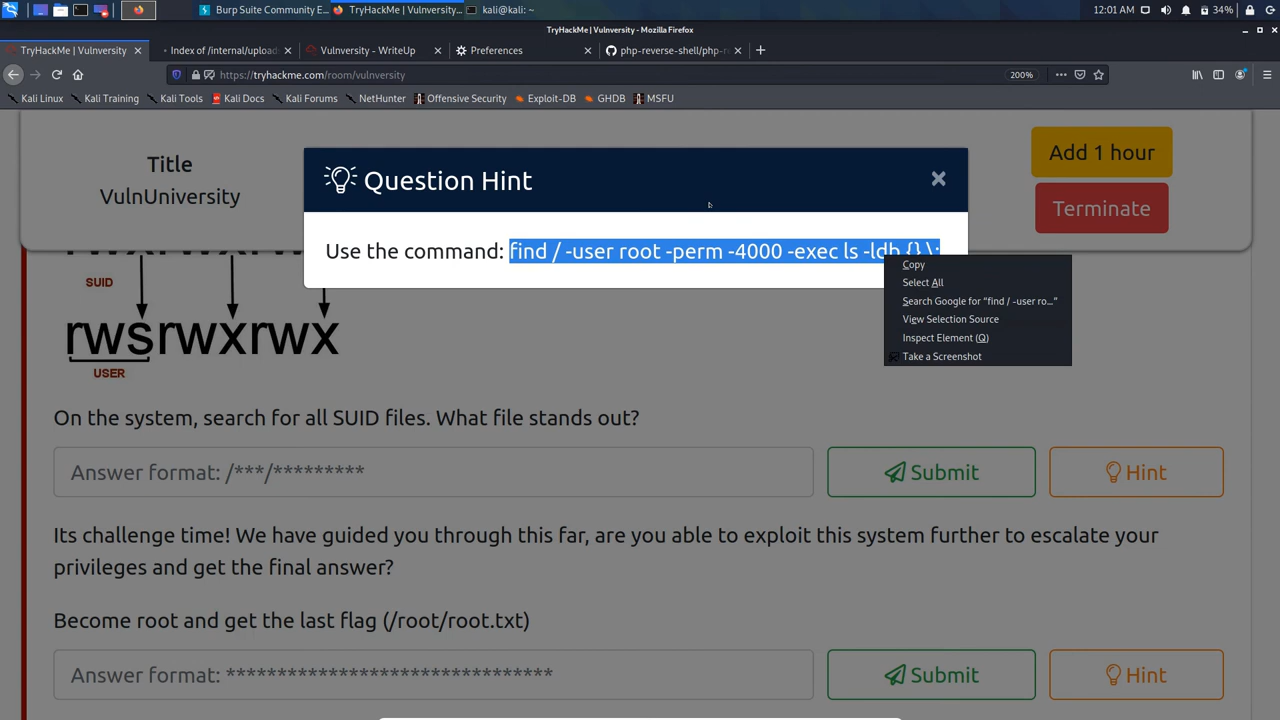 Burp Suite Community E...
TryHackMe | Vulnversity...
kali@kali: ~
12:01 AM
34%
TryHackMe | Vulnversity - Mozilla Firefox
TryHackMe | Vulnversity
Index of /internal/upload
Vulnversity - WriteUp
Preferences
php-reverse-shell/php-r
https://tryhackme.com/room/vulnversity
200%
Kali Linux
Kali Training
Kali Tools
Kali Docs
Kali Forums
NetHunter
Offensive Security
Exploit-DB
GHDB
MSFU
Title
VulnUniversity
Add 1 hour
Terminate
Question Hint
Use the command: find / -user root -perm -4000 -exec ls -ldb {} \;
Copy
Select All
Search Google for “find / -user ro...”
View Selection Source
Inspect Element (Q)
Take a Screenshot
SUID
rwsrwxrwx
USER
On the system, search for all SUID files. What file stands out?
Answer format: /***/*********
Submit
Hint
Its challenge time! We have guided you through this far, are you able to exploit this system further to escalate your
privileges and get the final answer?
Become root and get the last flag (/root/root.txt)
Answer format: ********************************
Submit
Hint